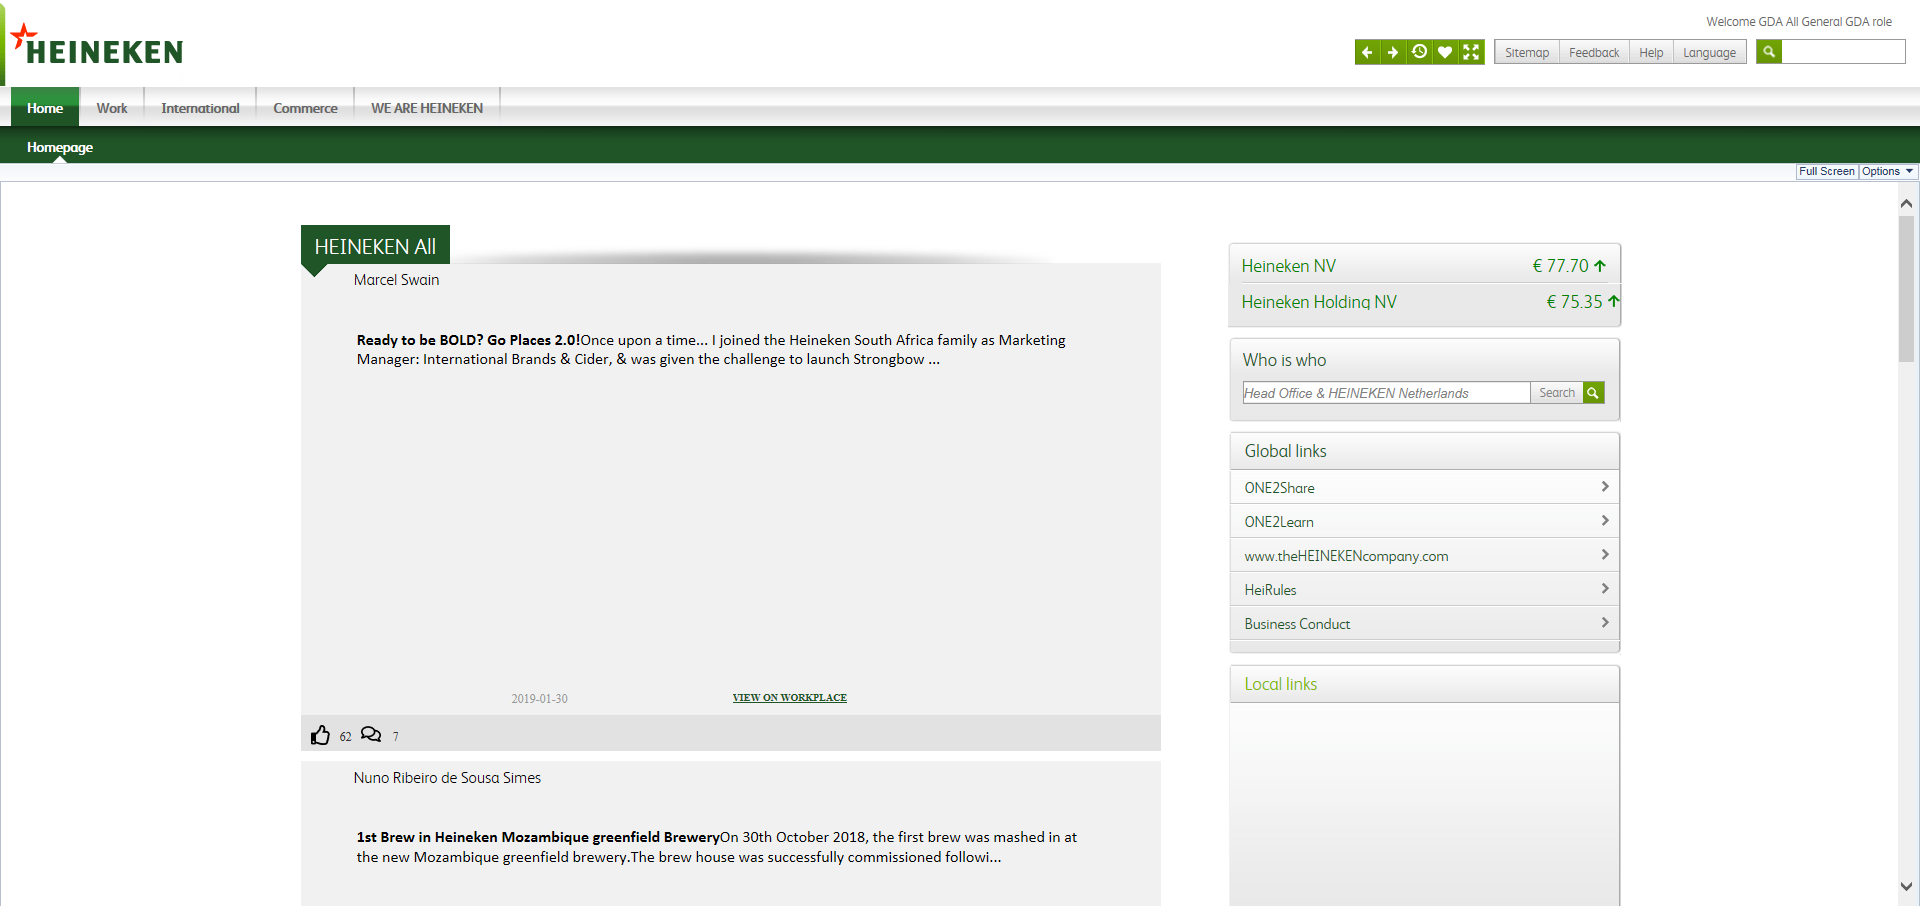 Welcome GDA All General GDA role
HEINEKEN
Sitemap Feedback Help Language
Home Work International Commerce WE ARE HEINEKEN
Homepage
Full Screen Options
HEINEKEN All
Marcel Swain
Ready to be BOLD? Go Places 2.0!Once upon a time... I joined the Heineken South Africa family as Marketing
Manager: International Brands & Cider, & was given the challenge to launch Strongbow ...
2019-01-30 VIEW ON WORKPLACE
62 7
Nuno Ribeiro de Sousa Simes
1st Brew in Heineken Mozambique greenfield BreweryOn 30th October 2018, the first brew was mashed in at
the new Mozambique greenfield brewery.The brew house was successfully commissioned followi...
Heineken NV € 77.70
Heineken Holding NV € 75.35
Who is who
Head Office & HEINEKEN Netherlands Search
Global links
ONE2Share
ONE2Learn
www.theHEINEKENcompany.com
HeiRules
Business Conduct
Local links